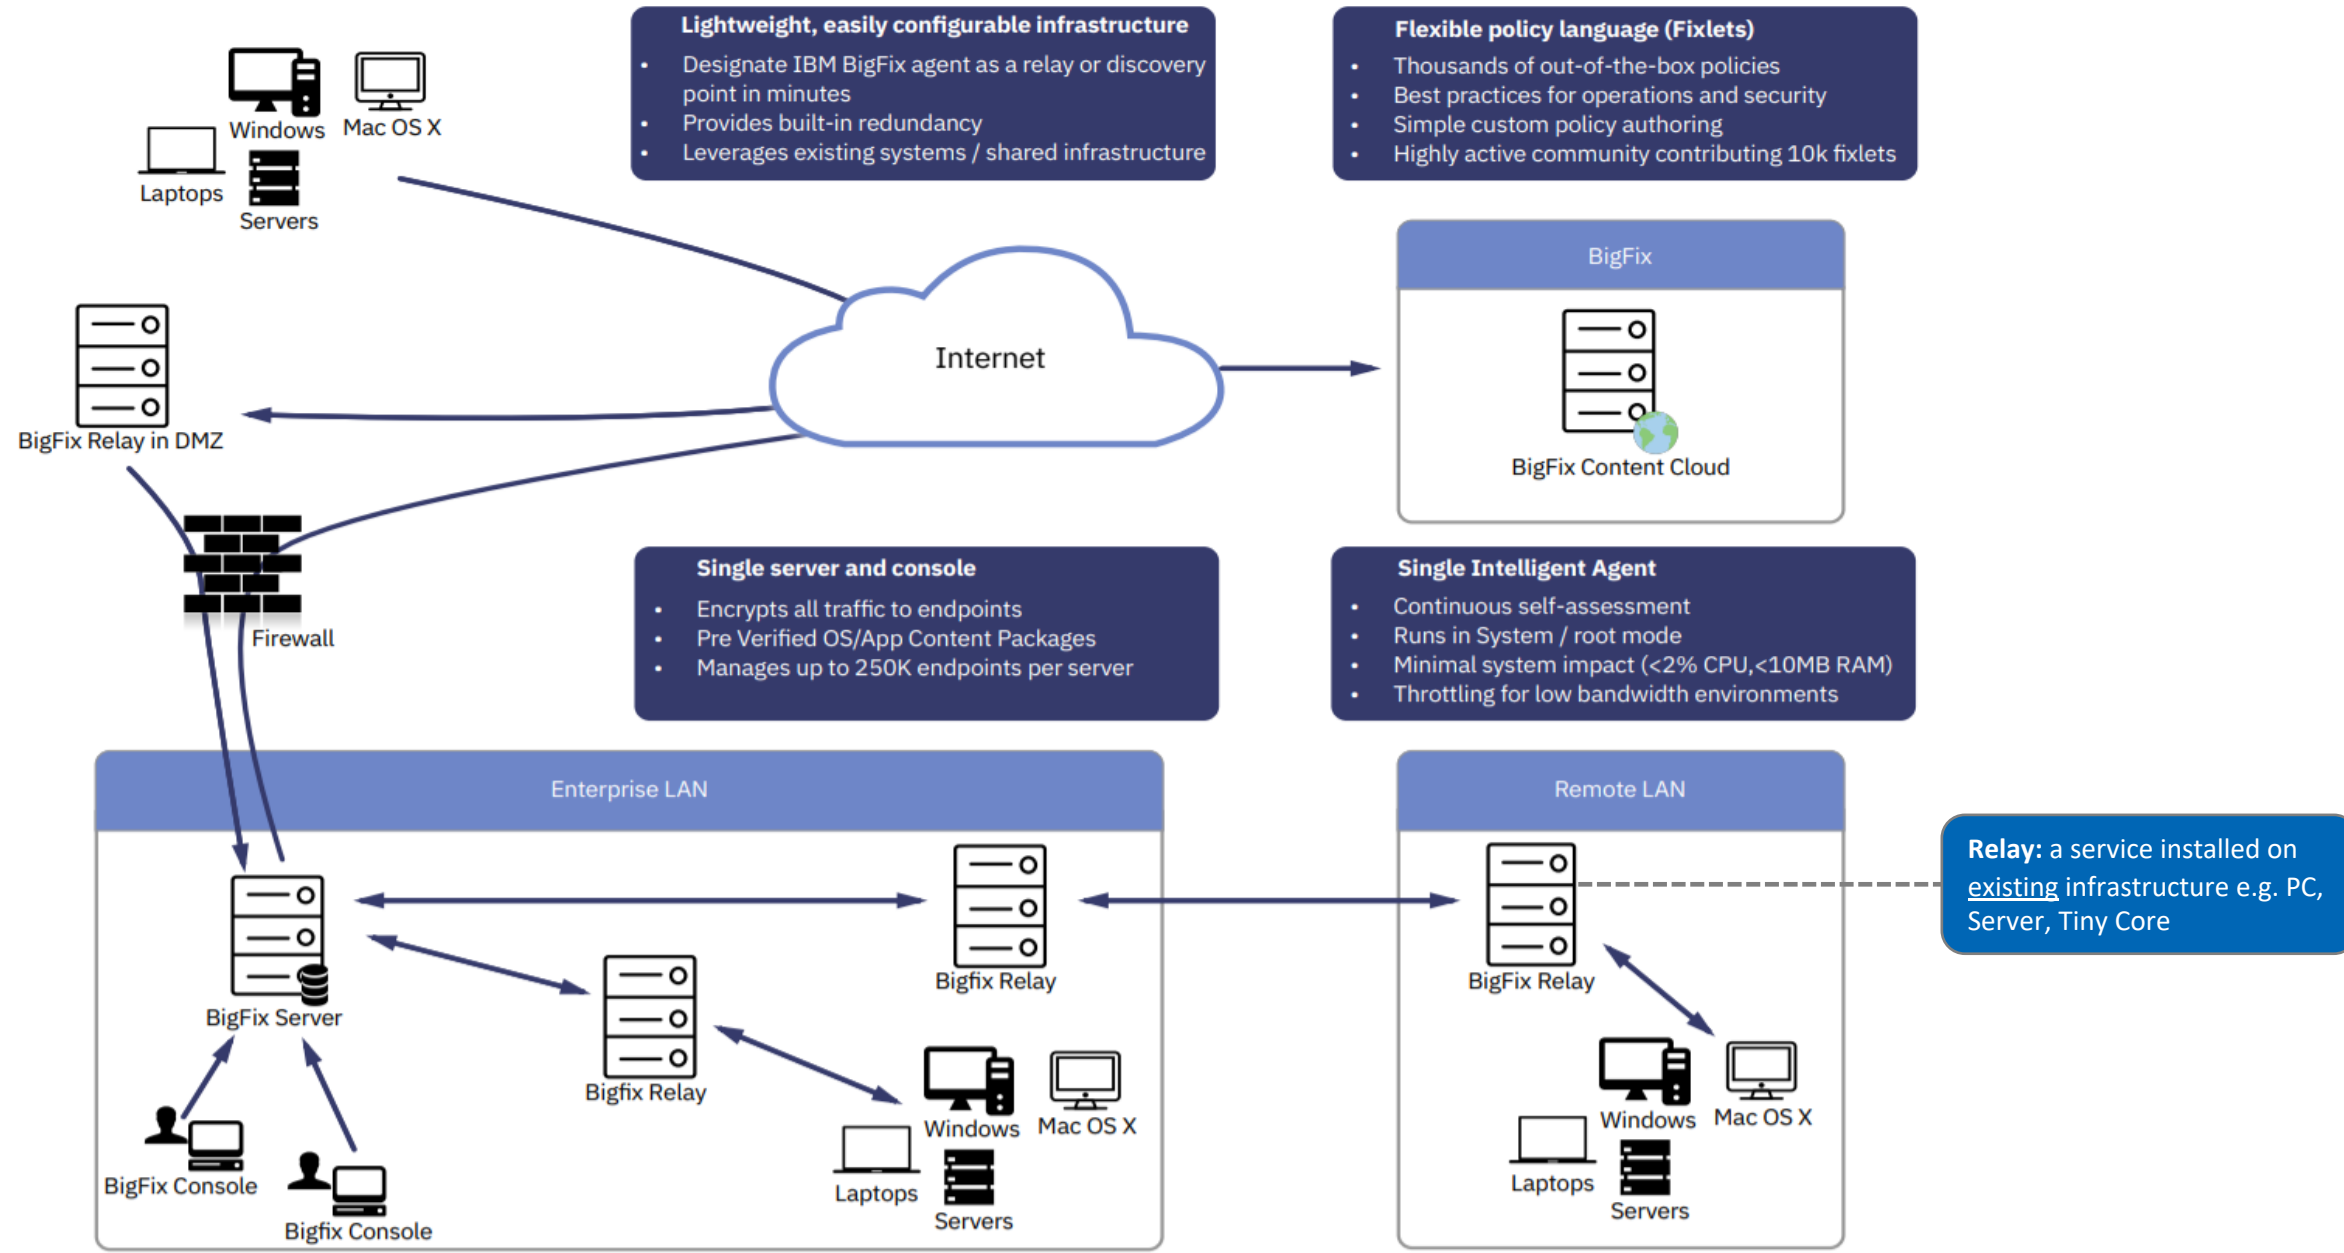 Lightweight, easily configurable infrastructure
• Designate IBM BigFix agent as a relay or discovery
point in minutes
• Provides built-in redundancy
• Leverages existing systems / shared infrastructure
Flexible policy language (Fixlets)
• Thousands of out-of-the-box policies
• Best practices for operations and security
• Simple custom policy authoring
• Highly active community contributing 10k fixlets
Windows
Mac OS X
Laptops
Servers
BigFix
Internet
BigFix Relay in DMZ
BigFix Content Cloud
Firewall
Single server and console
• Encrypts all traffic to endpoints
• Pre Verified OS/App Content Packages
• Manages up to 250K endpoints per server
Single Intelligent Agent
• Continuous self-assessment
• Runs in System / root mode
• Minimal system impact (<2% CPU,<10MB RAM)
• Throttling for low bandwidth environments
Enterprise LAN
BigFix Server
Bigfix Relay
Bigfix Relay
BigFix Console
Bigfix Console
Windows
Mac OS X
Laptops
Servers
Remote LAN
BigFix Relay
Windows
Mac OS X
Laptops
Servers
Relay: a service installed on
existing infrastructure e.g. PC,
Server, Tiny Core